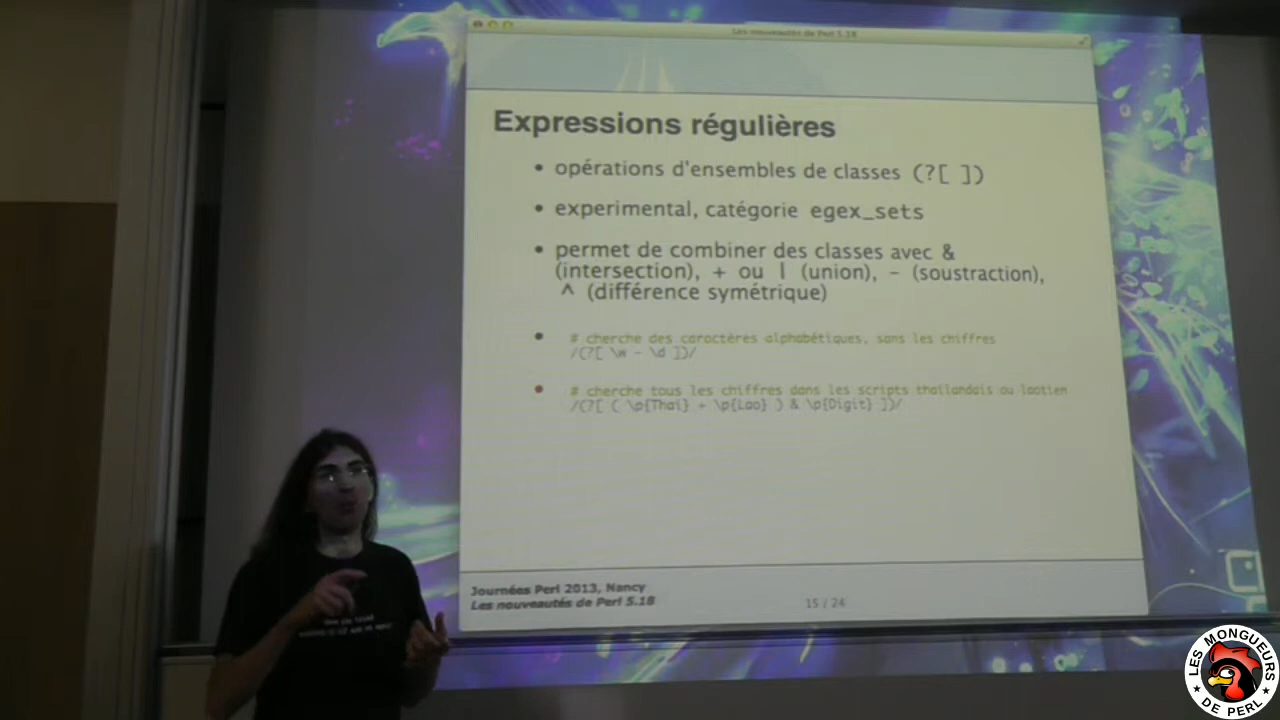 Les nouveautés de Perl 5.18
Expressions régulières
• opérations d'ensembles de classes (?[ ])
• experimental, catégorie egex_sets
• permet de combiner des classes avec &
(intersection), + ou | (union), - (soustraction),
^ (différence symétrique)
• # cherche des caractères alphabétiques, sans les chiffres
/(?[ \w - \d ])/
• # cherche tous les chiffres dans les scripts thaïlandais ou laotien
/(?[ ( \p{Thai} + \p{Lao} ) & \p{Digit} ])/
Journées Perl 2013, Nancy
Les nouveautés de Perl 5.18
15 / 24
LES MONGUEURS
DE PERL